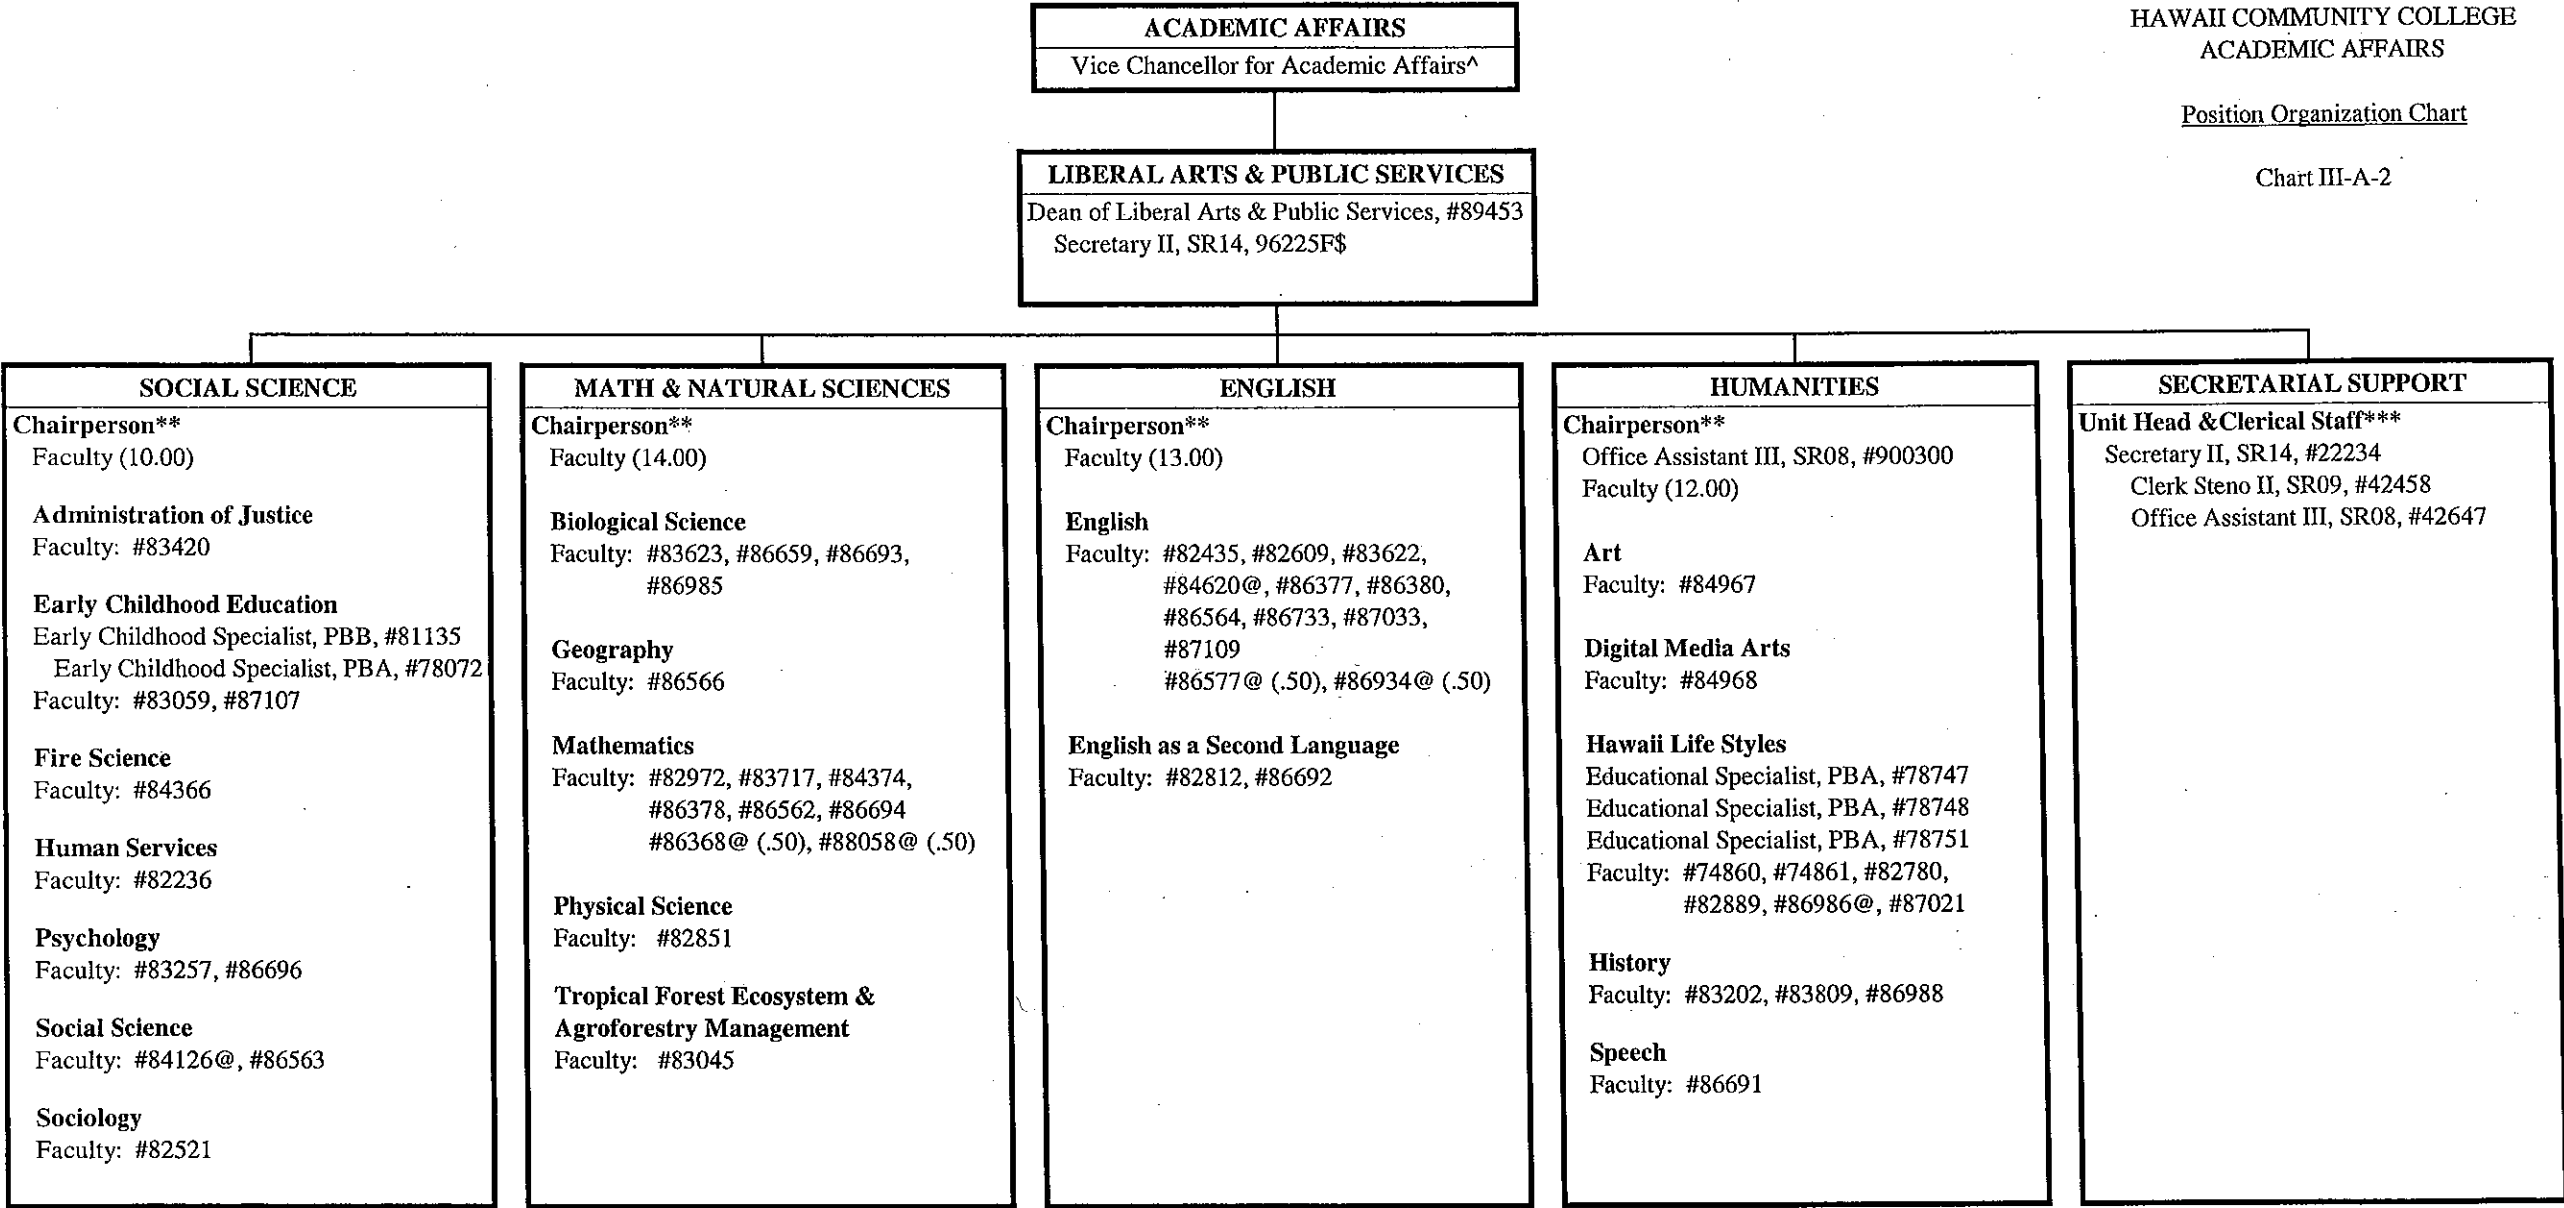 ACADEMIC AFFAIRS
Vice Chancellor for Academic Affairs^
HAWAII COMMUNITY COLLEGE
ACADEMIC AFFAIRS
Position Organization Chart
Chart III-A-2
LIBERAL ARTS & PUBLIC SERVICES
Dean of Liberal Arts & Public Services, #89453
Secretary II, SR14, 96225F$
SOCIAL SCIENCE
Chairperson**
Faculty (10.00)
Administration of Justice
Faculty: #83420
Early Childhood Education
Early Childhood Specialist, PBB, #81135
Early Childhood Specialist, PBA, #78072
Faculty: #83059, #87107
Fire Science
Faculty: #84366
Human Services
Faculty: #82236
Psychology
Faculty: #83257, #86696
Social Science
Faculty: #84126@, #86563
Sociology
Faculty: #82521
MATH & NATURAL SCIENCES
Chairperson**
Faculty (14.00)
Biological Science
Faculty: #83623, #86659, #86693,
#86985
Geography
Faculty: #86566
Mathematics
Faculty: #82972, #83717, #84374,
#86378, #86562, #86694
#86368@ (.50), #88058@ (.50)
Physical Science
Faculty: #82851
Tropical Forest Ecosystem &
Agroforestry Management
Faculty: #83045
ENGLISH
Chairperson**
Faculty (13.00)
English
Faculty: #82435, #82609, #83622,
#84620@, #86377, #86380,
#86564, #86733, #87033,
#87109
#86577@ (.50), #86934@ (.50)
English as a Second Language
Faculty: #82812, #86692
HUMANITIES
Chairperson**
Office Assistant III, SR08, #900300
Faculty (12.00)
Art
Faculty: #84967
Digital Media Arts
Faculty: #84968
Hawaii Life Styles
Educational Specialist, PBA, #78747
Educational Specialist, PBA, #78748
Educational Specialist, PBA, #78751
Faculty: #74860, #74861, #82780,
#82889, #86986@, #87021
History
Faculty: #83202, #83809, #86988
Speech
Faculty: #86691
SECRETARIAL SUPPORT
Unit Head &Clerical Staff***
Secretary II, SR14, #22234
Clerk Steno II, SR09, #42458
Office Assistant III, SR08, #42647